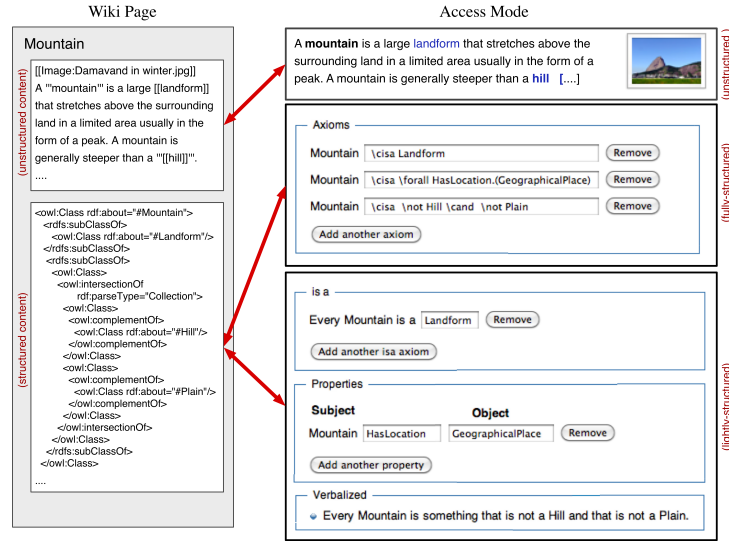 Wiki Page
Access Mode
Mountain
(unstructured content)
[[Image:Damavand in winter.jpg]]
A '''mountain''' is a large [[landform]]
that stretches above the surrounding
land in a limited area usually in the
form of a peak. A mountain is
generally steeper than a '''[[hill]]'''.
....
(structured content)
<owl:Class rdf:about="#Mountain">
<rdfs:subClassOf>
<owl:Class rdf:about="#Landform"/>
</rdfs:subClassOf>
<rdfs:subClassOf>
<owl:Class>
<owl:intersectionOf
rdf:parseType="Collection">
<owl:Class>
<owl:complementOf>
<owl:Class rdf:about="#Hill"/>
</owl:complementOf>
</owl:Class>
<owl:Class>
<owl:complementOf>
<owl:Class rdf:about="#Plain"/>
</owl:complementOf>
</owl:Class>
</owl:intersectionOf>
</owl:Class>
</rdfs:subClassOf>
</owl:Class>
....
A mountain is a large landform that stretches above the
surrounding land in a limited area usually in the form of a
peak. A mountain is generally steeper than a hill [....]
(unstructured )
Axioms
Mountain \cisa Landform Remove
Mountain \cisa \forall HasLocation.(GeographicalPlace) Remove
Mountain \cisa \not Hill \cand \not Plain Remove
Add another axiom
(fully-structured)
is a
Every Mountain is a Landform Remove
Add another isa axiom
Properties
Subject Object
Mountain HasLocation GeographicalPlace Remove
Add another property
Verbalized
Every Mountain is something that is not a Hill and that is not a Plain.
(lightly-structured)